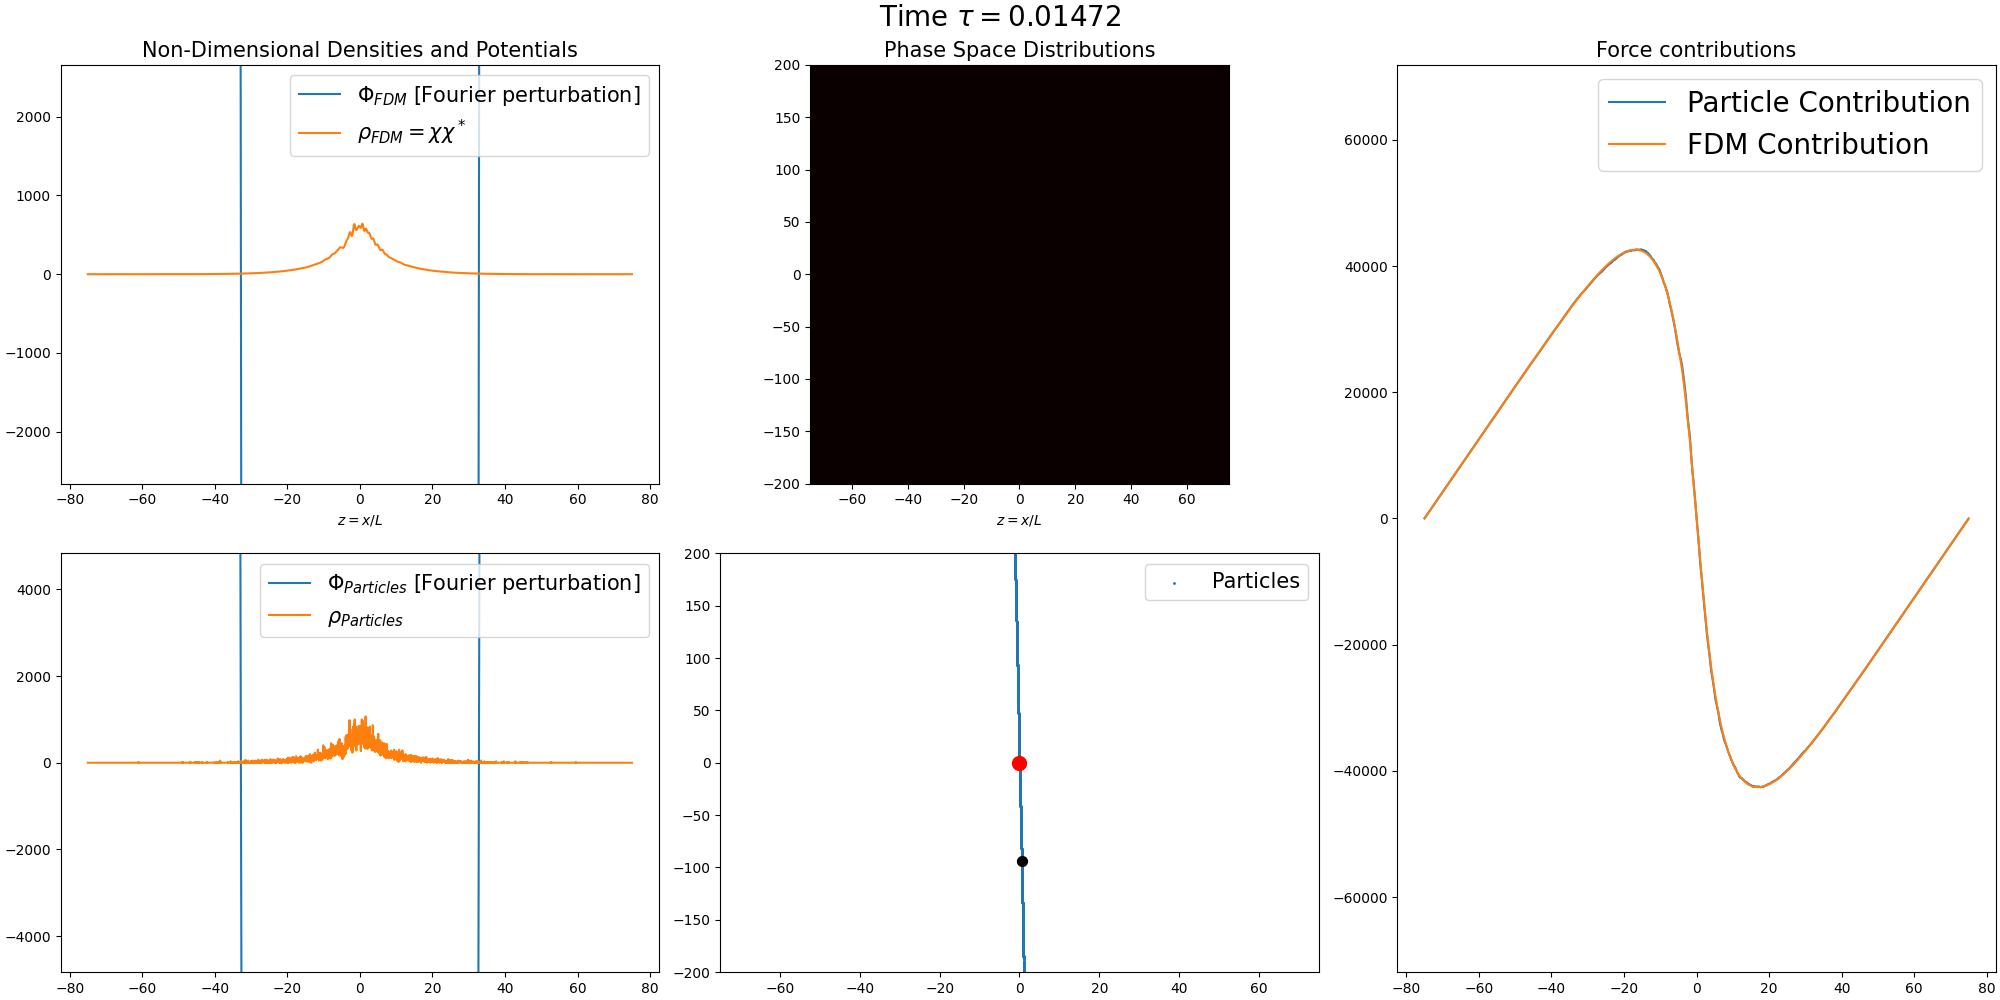 Time τ = 0.01472
Non-Dimensional Densities and Potentials
2000
1000
0
−1000
−2000
Φ_FDM [Fourier perturbation]
ρ_FDM = χχ*
−80 −60 −40 −20 0 20 40 60 80
z = x/L
Phase Space Distributions
200
150
100
50
0
−50
−100
−150
−200
−60 −40 −20 0 20 40 60
z = x/L
Force contributions
60000
40000
20000
0
−20000
−40000
−60000
Particle Contribution
FDM Contribution
−80 −60 −40 −20 0 20 40 60 80
4000
2000
0
−2000
−4000
Φ_Particles [Fourier perturbation]
ρ_Particles
−80 −60 −40 −20 0 20 40 60 80
200
150
100
50
0
−50
−100
−150
−200
Particles
−60 −40 −20 0 20 40 60